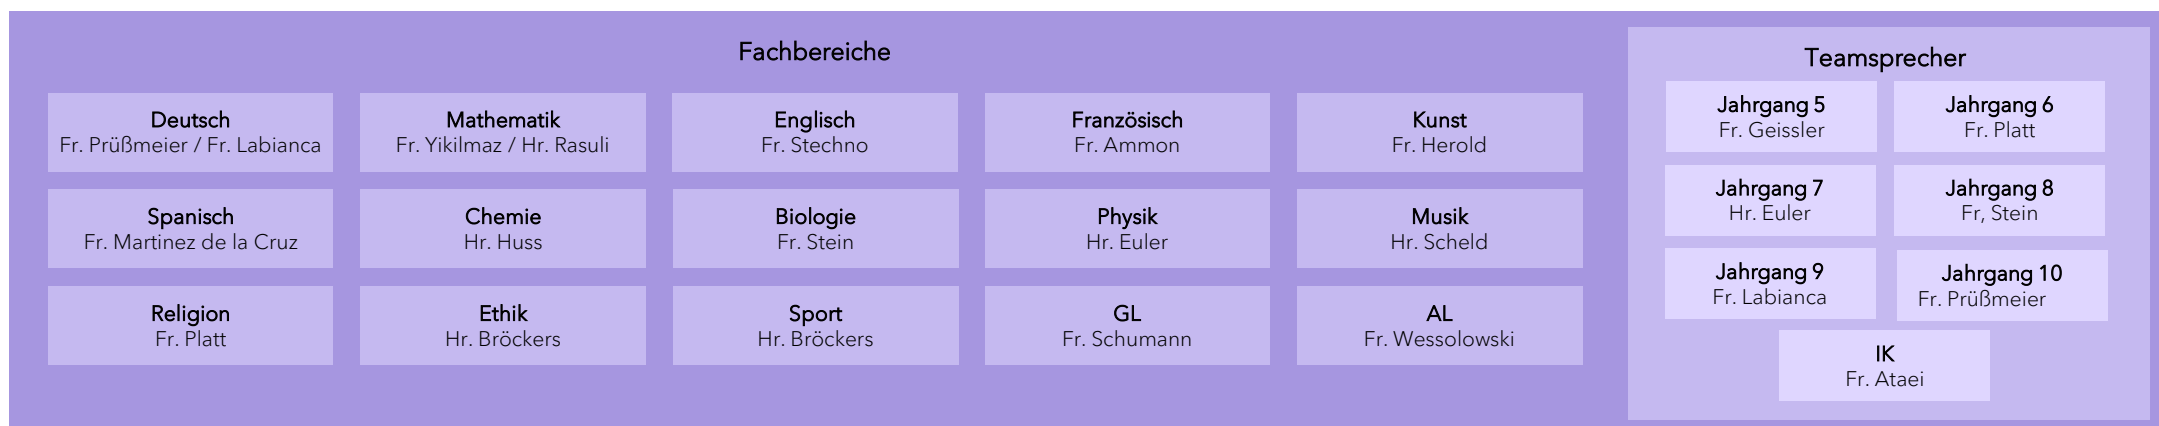 Fachbereiche
Deutsch
Fr. Prüßmeier / Fr. Labianca
Mathematik
Fr. Yikilmaz / Hr. Rasuli
Englisch
Fr. Stechno
Französisch
Fr. Ammon
Kunst
Fr. Herold
Spanisch
Fr. Martinez de la Cruz
Chemie
Hr. Huss
Biologie
Fr. Stein
Physik
Hr. Euler
Musik
Hr. Scheld
Religion
Fr. Platt
Ethik
Hr. Bröckers
Sport
Hr. Bröckers
GL
Fr. Schumann
AL
Fr. Wessolowski
Teamsprecher
Jahrgang 5
Fr. Geissler
Jahrgang 6
Fr. Platt
Jahrgang 7
Hr. Euler
Jahrgang 8
Fr, Stein
Jahrgang 9
Fr. Labianca
Jahrgang 10
Fr. Prüßmeier
IK
Fr. Ataei